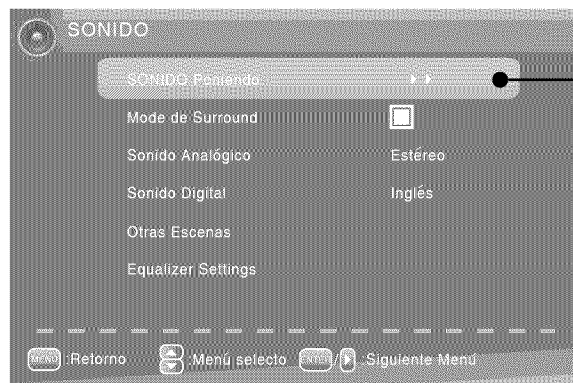 SONIDO
SONIDO Poniendo
Mode de Surround
Sonido Analógico Estéreo
Sonido Digital Inglés
Otras Escenas
Equalizer Settings
MENU :Retorno :Menú selecto ENTER / :Siguiente Menú